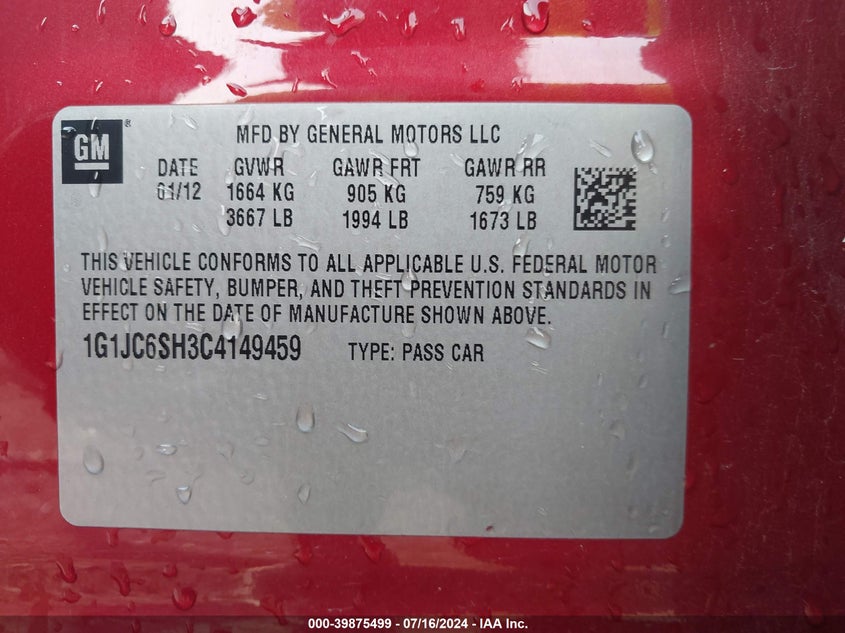 GM
®
MFD BY GENERAL MOTORS LLC
DATE GVWR GAWR FRT GAWR RR
01/12 1664 KG 905 KG 759 KG
3667 LB 1994 LB 1673 LB
THIS VEHICLE CONFORMS TO ALL APPLICABLE U.S. FEDERAL MOTOR
VEHICLE SAFETY, BUMPER, AND THEFT PREVENTION STANDARDS IN
EFFECT ON THE DATE OF MANUFACTURE SHOWN ABOVE.
1G1JC6SH3C4149459 TYPE: PASS CAR
000-39875499 - 07/16/2024 - IAA Inc.